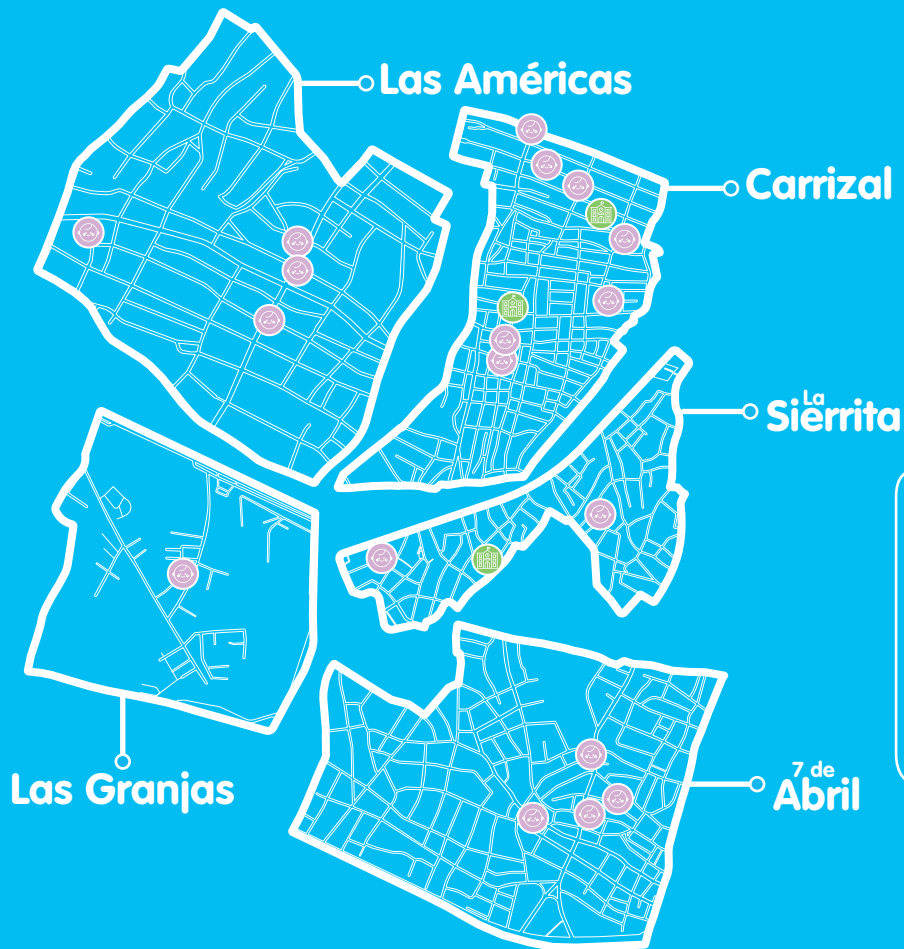 Las Américas
Carrizal
La
Sierrita
Las Granjas
7 de
Abril